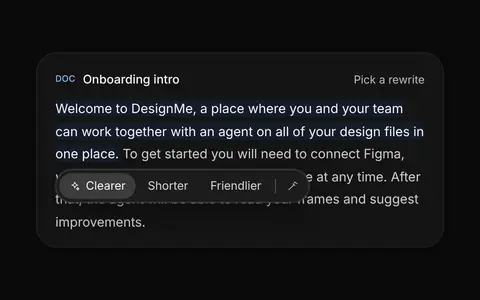 DOC Onboarding intro Pick a rewrite
Welcome to DesignMe, a place where you and your team
can work together with an agent on all of your design files in
one place. To get started you will need to connect Figma,
e at any time. After
Clearer Shorter Friendlier
frames and suggest
improvements.